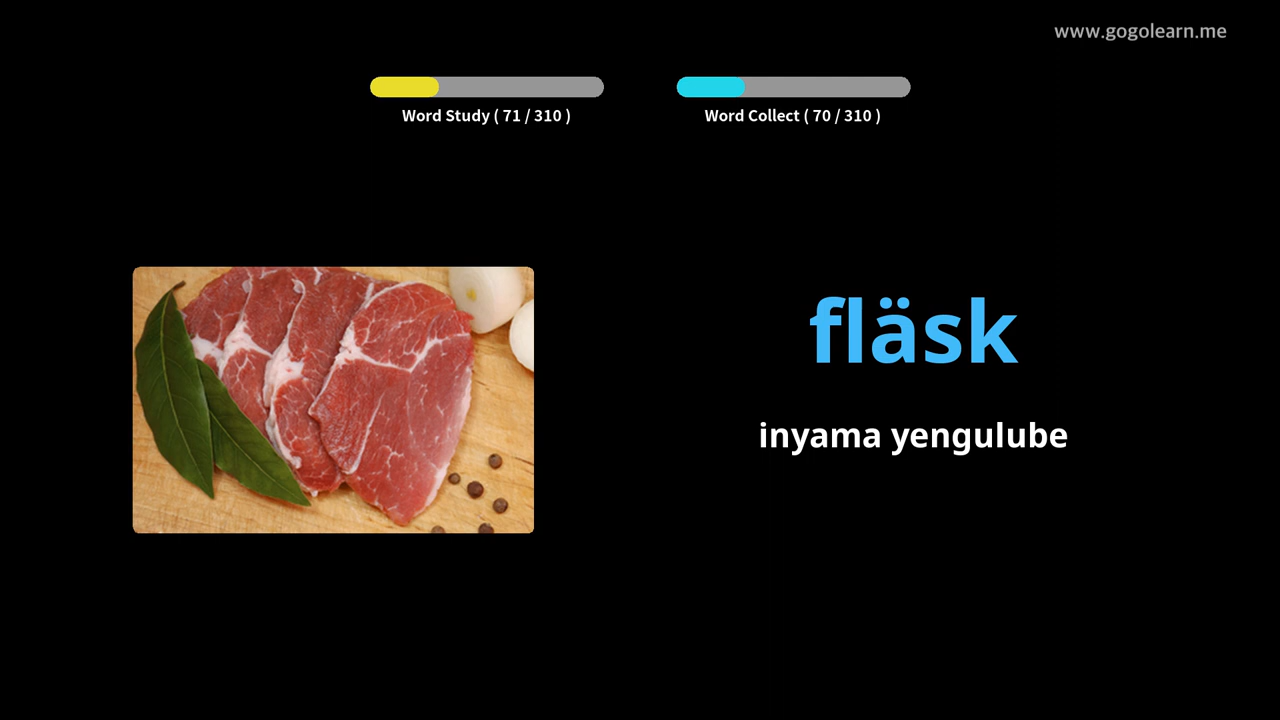 www.gogolearn.me
Word Study ( 71 / 310 )
Word Collect ( 70 / 310 )
fläsk
inyama yengulube